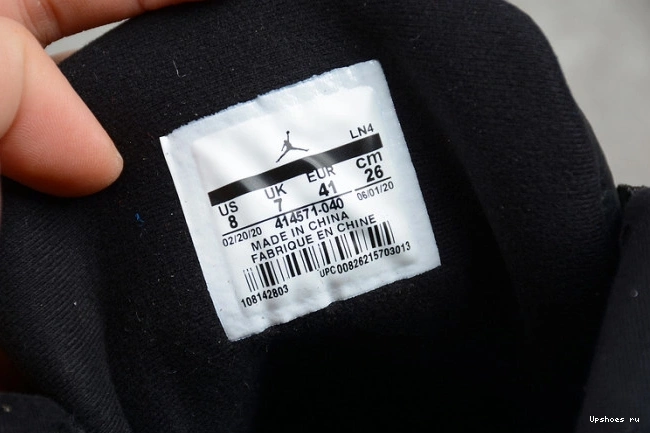 LN4
US UK EUR cm
8 7 41 26
02/20/20 414571-040 06/01/20
MADE IN CHINA
FABRIQUE EN CHINE
108142803 UPC00826215703013
Upshoes ru